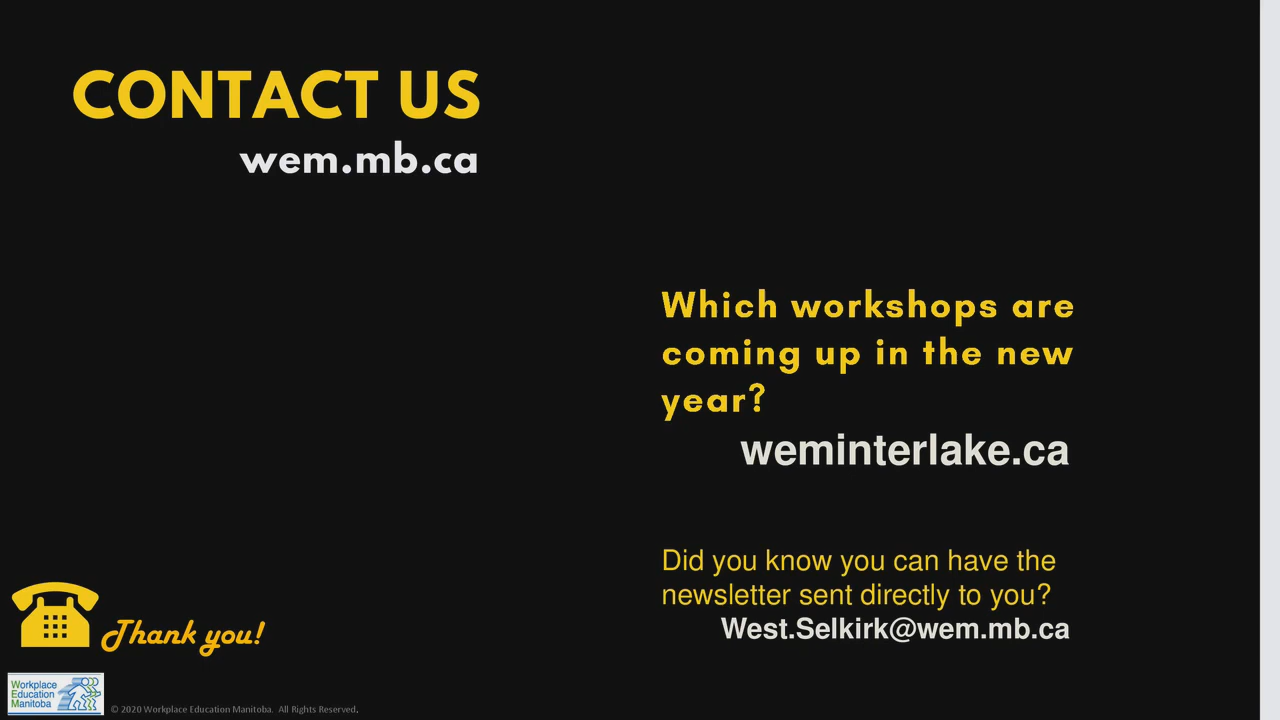 CONTACT US
wem.mb.ca
Which workshops are
coming up in the new
year?
weminterlake.ca
Did you know you can have the
newsletter sent directly to you?
West.Selkirk@wem.mb.ca
Thank you!
Workplace
Education
Manitoba
© 2020 Workplace Education Manitoba. All Rights Reserved.